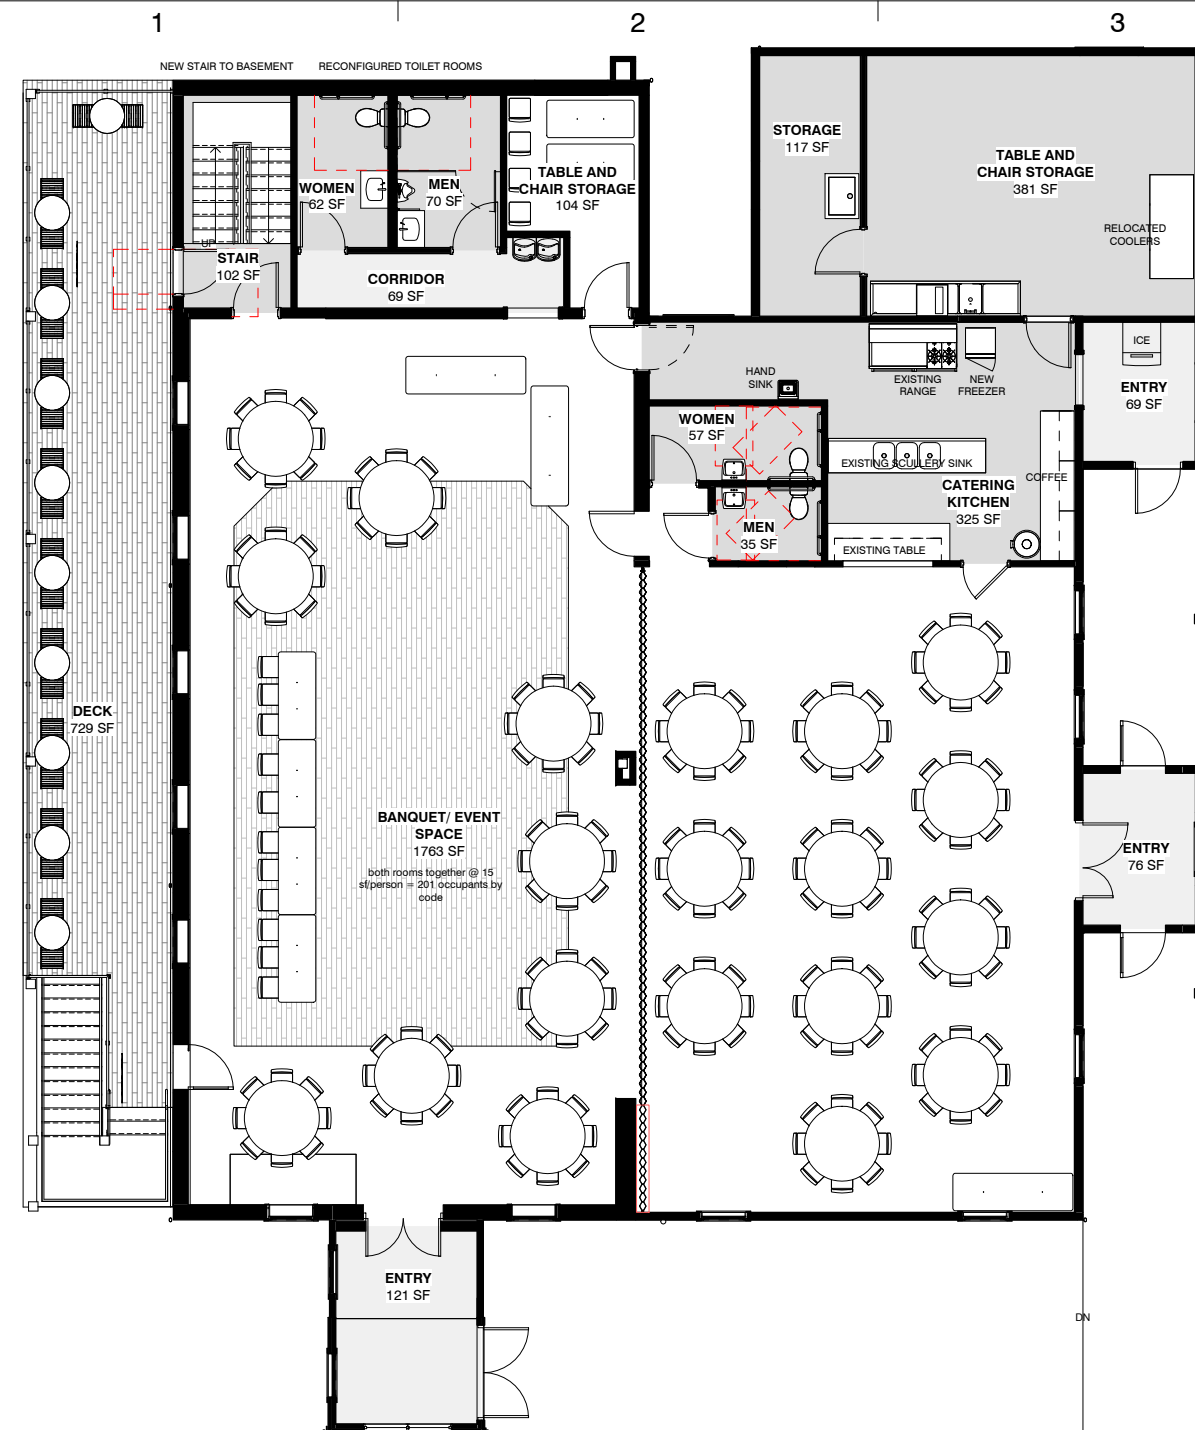 1
2
3
NEW STAIR TO BASEMENT
RECONFIGURED TOILET ROOMS
STORAGE
117 SF
TABLE AND
CHAIR STORAGE
381 SF
RELOCATED
COOLERS
WOMEN
62 SF
MEN
70 SF
TABLE AND
CHAIR STORAGE
104 SF
UP
STAIR
102 SF
CORRIDOR
69 SF
HAND
SINK
EXISTING
RANGE
NEW
FREEZER
ICE
ENTRY
69 SF
WOMEN
57 SF
EXISTING SCULLERY SINK
COFFEE
CATERING
KITCHEN
325 SF
MEN
35 SF
EXISTING TABLE
DECK
729 SF
BANQUET/ EVENT
SPACE
1763 SF
both rooms together @ 15
sf/person = 201 occupants by
code
ENTRY
76 SF
ENTRY
121 SF
DN